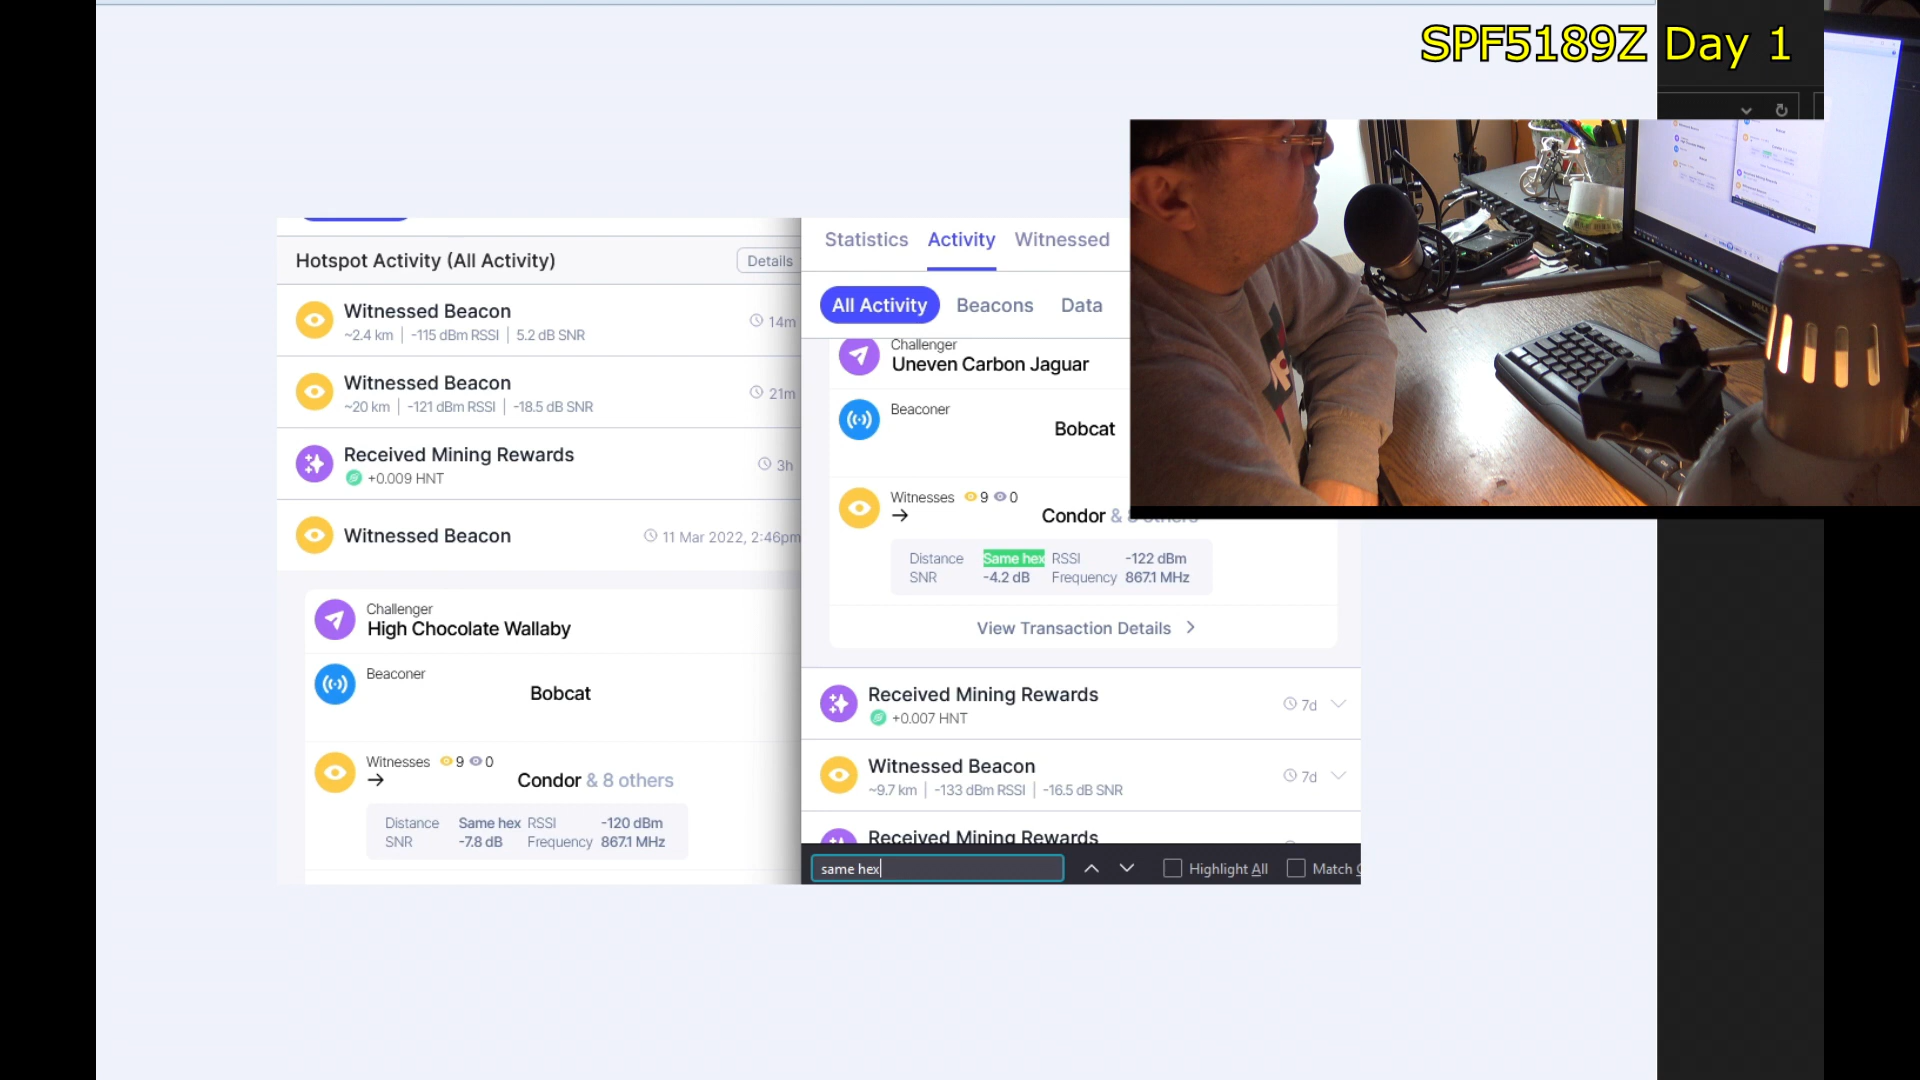 SPF5189Z Day 1
Hotspot Activity (All Activity)
Details
Witnessed Beacon
~2.4 km | -115 dBm RSSI | 5.2 dB SNR
14m
Witnessed Beacon
~20 km | -121 dBm RSSI | -18.5 dB SNR
21m
Received Mining Rewards
+0.009 HNT
3h
Witnessed Beacon
11 Mar 2022, 2:46pm
Challenger
High Chocolate Wallaby
Beaconer
Bobcat
Witnesses 9 0
→ Condor & 8 others
Distance Same hex RSSI -120 dBm
SNR -7.8 dB Frequency 867.1 MHz
Statistics Activity Witnessed
All Activity Beacons Data
Challenger
Uneven Carbon Jaguar
Beaconer
Bobcat
Witnesses 9 0
→ Condor & 8 others
Distance Same hex RSSI -122 dBm
SNR -4.2 dB Frequency 867.1 MHz
View Transaction Details >
Received Mining Rewards
+0.007 HNT
7d
Witnessed Beacon
~9.7 km | -133 dBm RSSI | -16.5 dB SNR
7d
Received Mining Rewards
same hex
Highlight All
Match